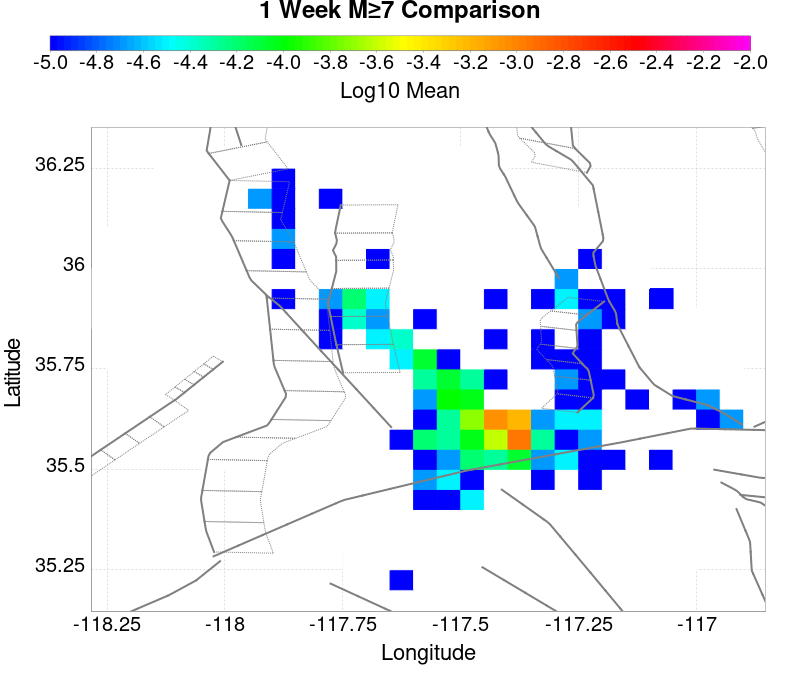 1 Week M≥7 Comparison
-5.0 -4.8 -4.6 -4.4 -4.2 -4.0 -3.8 -3.6 -3.4 -3.2 -3.0 -2.8 -2.6 -2.4 -2.2 -2.0
Log10 Mean
36.25
36
35.75
35.5
35.25
Latitude
-118.25 -118 -117.75 -117.5 -117.25 -117
Longitude